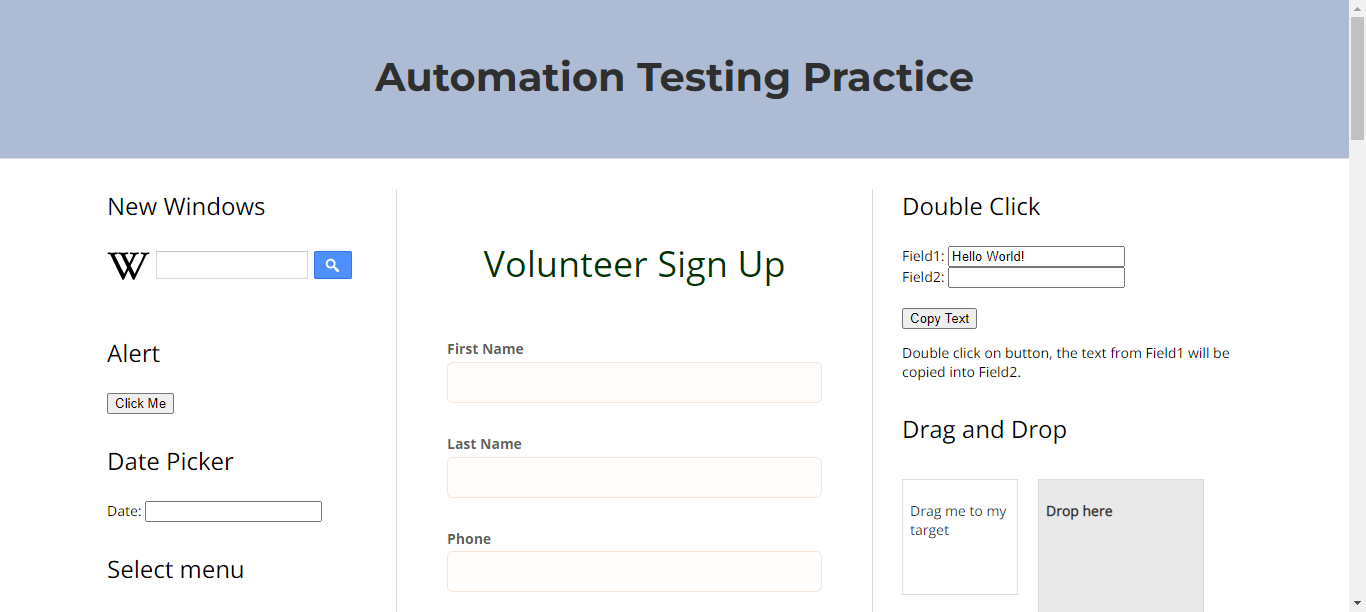 Automation Testing Practice
New Windows
W
Alert
Click Me
Date Picker
Date:
Select menu
Volunteer Sign Up
First Name
Last Name
Phone
Double Click
Field1: Hello World!
Field2:
Copy Text
Double click on button, the text from Field1 will be
copied into Field2.
Drag and Drop
Drag me to my
target
Drop here